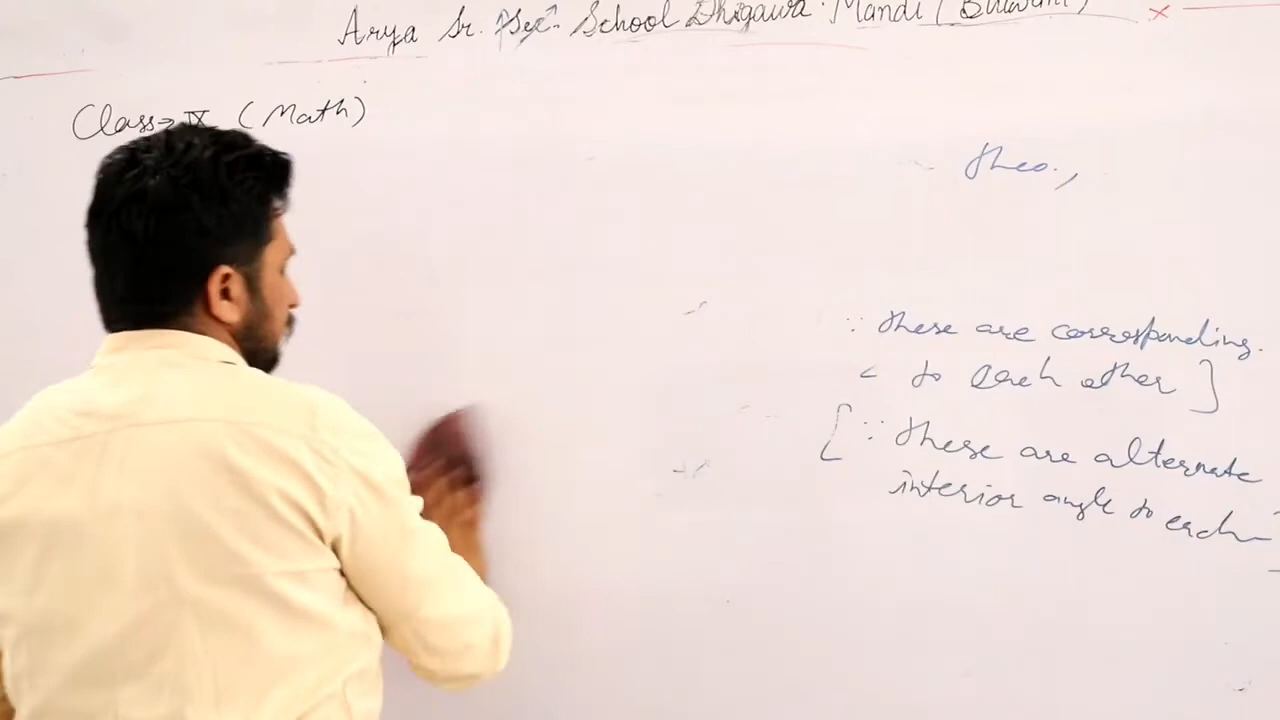 Arya Sr. Sec. School Dhigawa Mandi (Bhiwani)
Class → IX (Math)
theo.,
∵ these are corresponding.
∠ to each other ]
[ ∵ these are alternate
interior angle to each